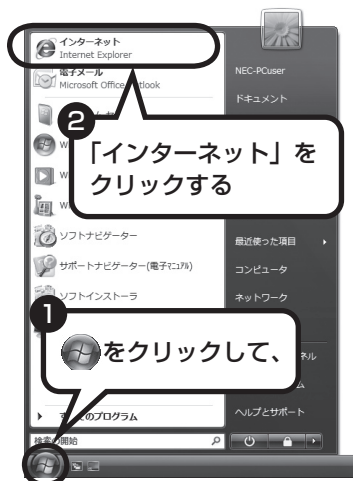 インターネット
Internet Explorer
電子メール
Microsoft Office Outlook
NEC-PCuser
ドキュメント
2
「インターネット」を
クリックする
ソフトナビゲーター
サポートナビゲーター(電子マニュアル)
ソフトインストーラ
最近使った項目
コンピュータ
ネットワーク
1
をクリックして、
すべてのプログラム
ヘルプとサポート
検索の開始